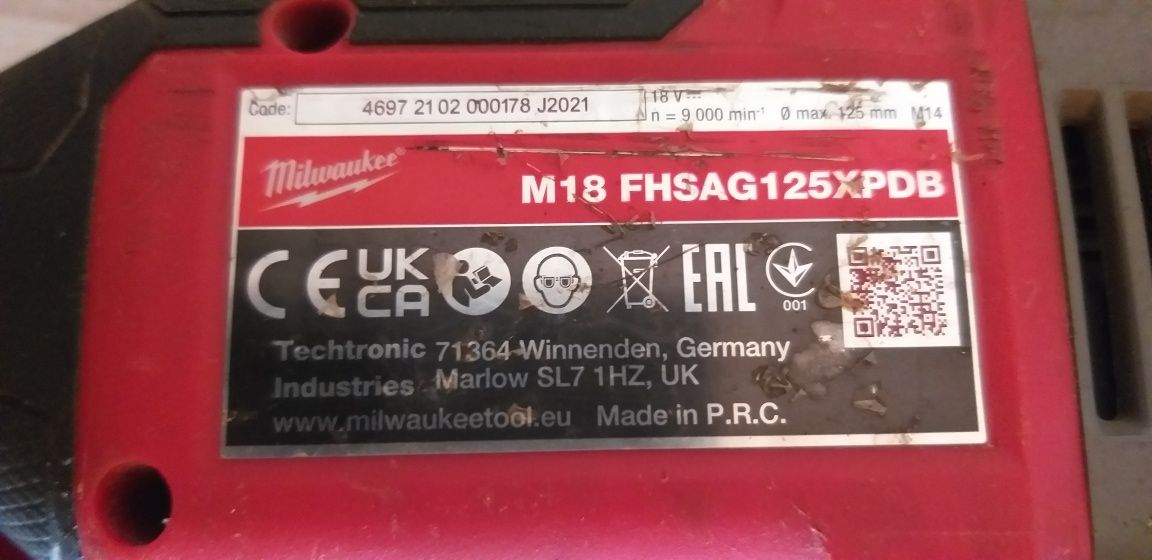 Code: 4697 21 02 000178 J2021
18 V
n = 9 000 min⁻¹ Ø max. 125 mm M14
Milwaukee®
M18 FHSAG125XPDB
CE UK CA EAC 001
Techtronic Industries
71364 Winnenden, Germany
Marlow SL7 1HZ, UK
www.milwaukeetool.eu Made in P.R.C.